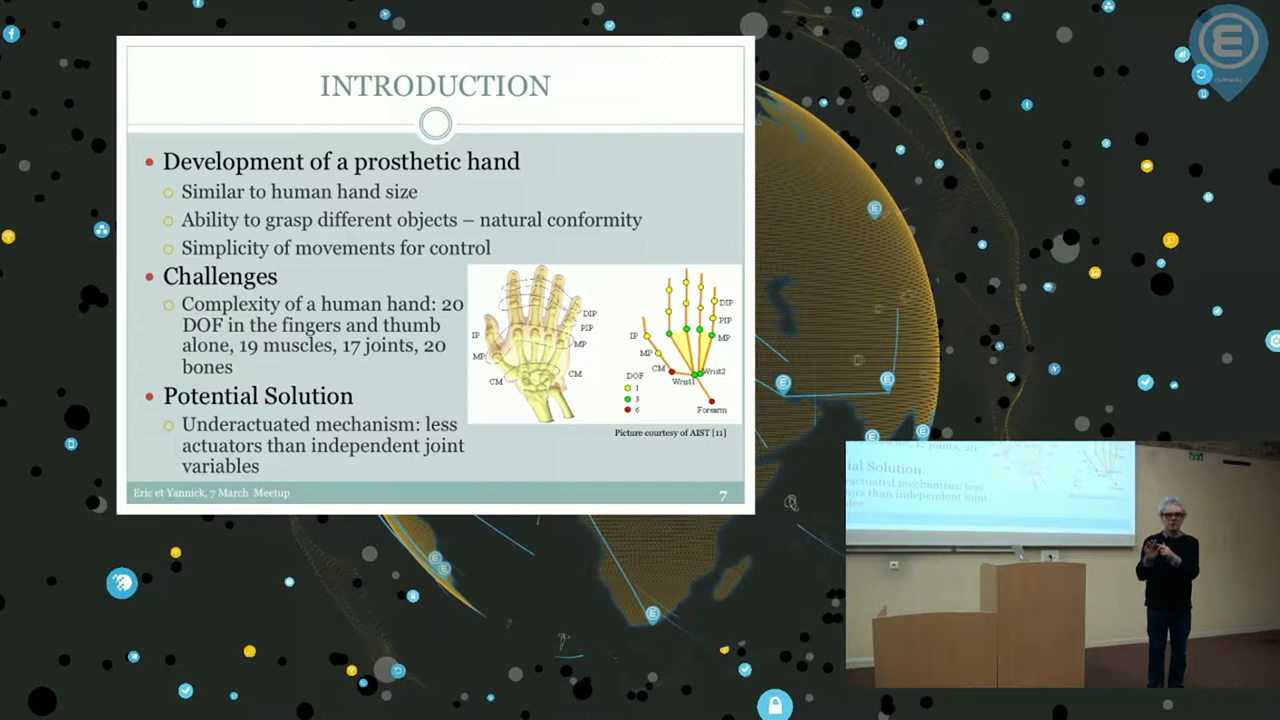 INTRODUCTION
Development of a prosthetic hand
Similar to human hand size
Ability to grasp different objects – natural conformity
Simplicity of movements for control
Challenges
Complexity of a human hand: 20
DOF in the fingers and thumb
alone, 19 muscles, 17 joints, 20
bones
Potential Solution
Underactuated mechanism: less
actuators than independent joint
variables
DIP
PIP
MP
IP
MP
CM
CM
DIP
PIP
MP
IP
MP
CM
Wrist1
Wrist2
DOF
1
3
6
Forearm
Picture courtesy of AIST [11]
Eric et Yannick, 7 March Meetup
7
ial Solution